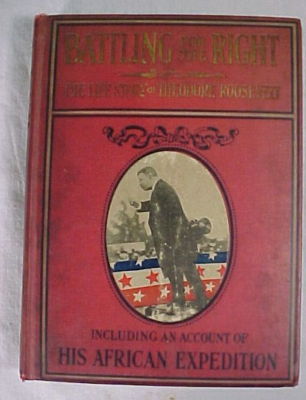 BATTLING FOR THE RIGHT
THE LIFE STORY OF THEODORE ROOSEVELT
INCLUDING AN ACCOUNT OF
HIS AFRICAN EXPEDITION